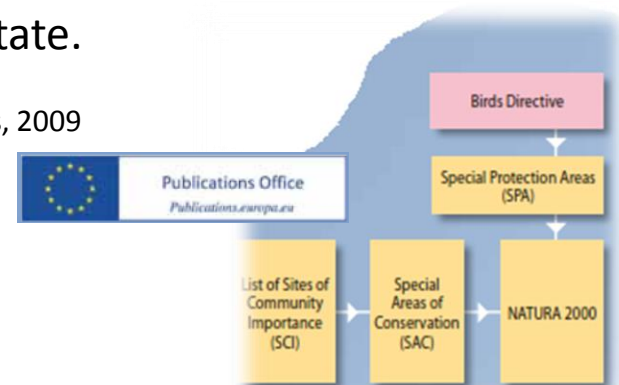 tate.
, 2009
Publications Office
Publications.europa.eu
Birds Directive
Special Protection Areas
(SPA)
List of Sites of
Community
Importance
(SCI)
Special
Areas of
Conservation
(SAC)
NATURA 2000